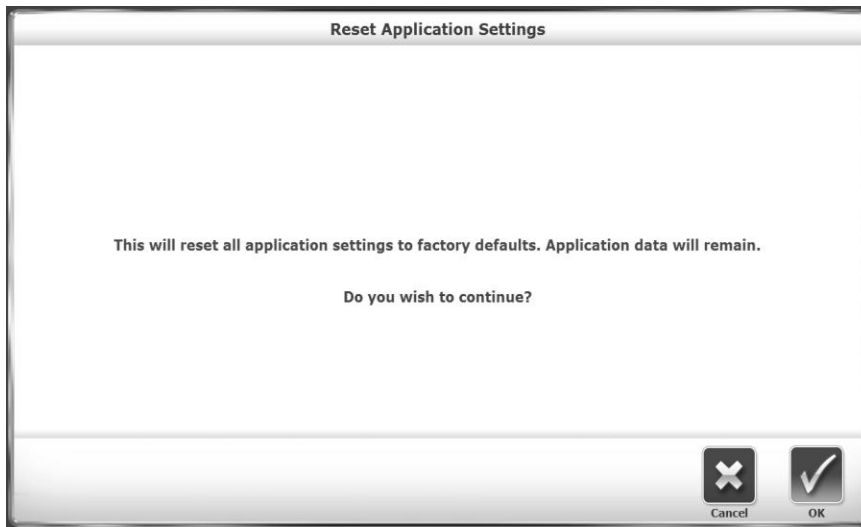 Reset Application Settings
This will reset all application settings to factory defaults. Application data will remain.
Do you wish to continue?
Cancel
OK